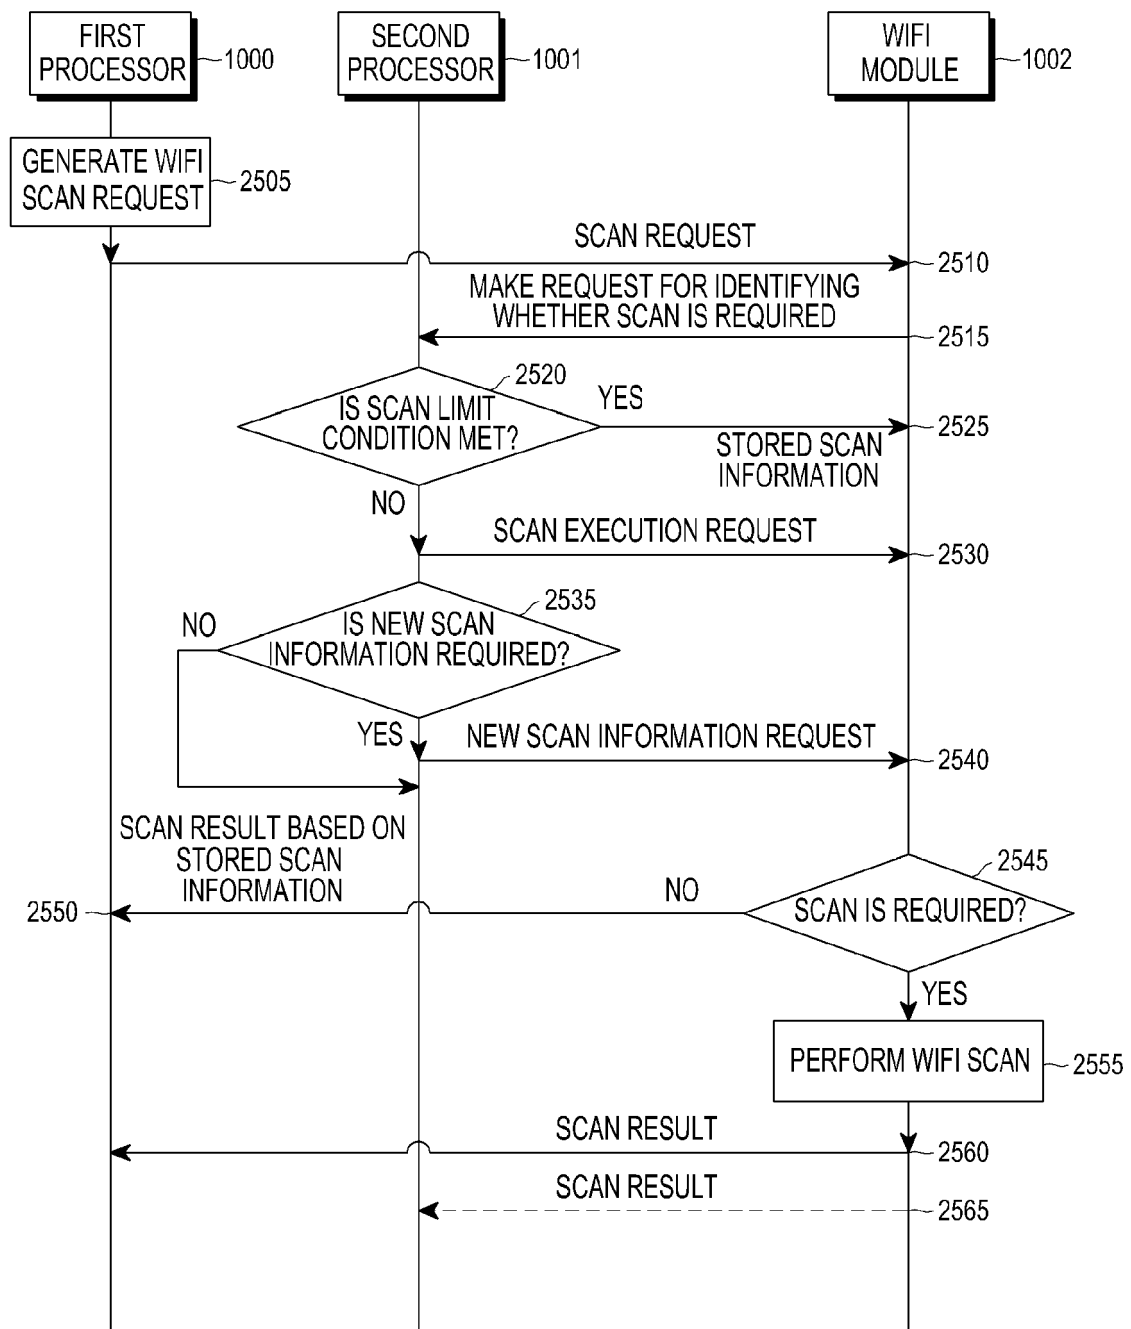 FIRST
PROCESSOR
1000
SECOND
PROCESSOR
1001
WIFI
MODULE
1002
GENERATE WIFI
SCAN REQUEST
2505
SCAN REQUEST
2510
MAKE REQUEST FOR IDENTIFYING
WHETHER SCAN IS REQUIRED
2515
2520
IS SCAN LIMIT
CONDITION MET?
YES
2525
STORED SCAN
INFORMATION
NO
SCAN EXECUTION REQUEST
2530
2535
NO
IS NEW SCAN
INFORMATION REQUIRED?
YES
NEW SCAN INFORMATION REQUEST
2540
SCAN RESULT BASED ON
STORED SCAN
INFORMATION
2545
NO
SCAN IS REQUIRED?
2550
YES
PERFORM WIFI SCAN
2555
SCAN RESULT
2560
SCAN RESULT
2565